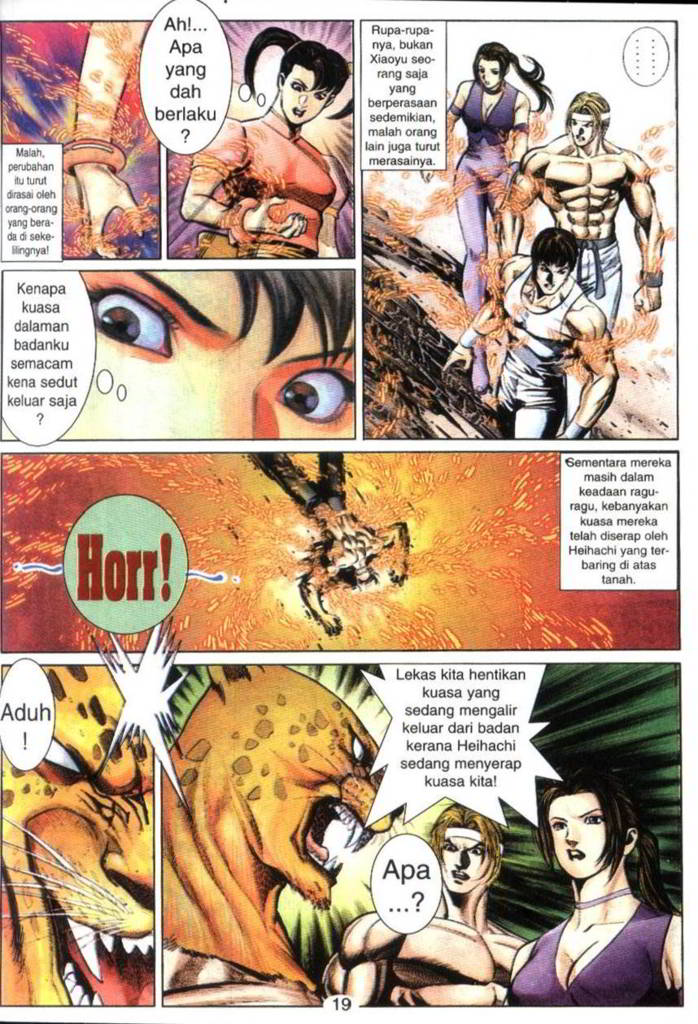 Malah,
perubahan
itu turut
dirasai oleh
orang-orang
yang bera-
da di seke-
lilingnya!
Ah!...
Apa
yang
dah
berlaku
?
Rupa-rupa-
nya, bukan
Xiaoyu seo-
rang saja
yang
berperasaan
sedemikian,
malah orang
lain juga turut
merasainya.
Kenapa
kuasa
dalaman
badanku
semacam
kena sedut
keluar saja
?
Horr!
Sementara mereka
masih dalam
keadaan ragu-
ragu, kebanyakan
kuasa mereka
telah diserap oleh
Heihachi yang ter-
baring di atas
tanah.
Aduh
!
Lekas kita hentikan
kuasa yang
sedang mengalir
keluar dari badan
kerana Heihachi
sedang menyerap
kuasa kita!
Apa
...?
19